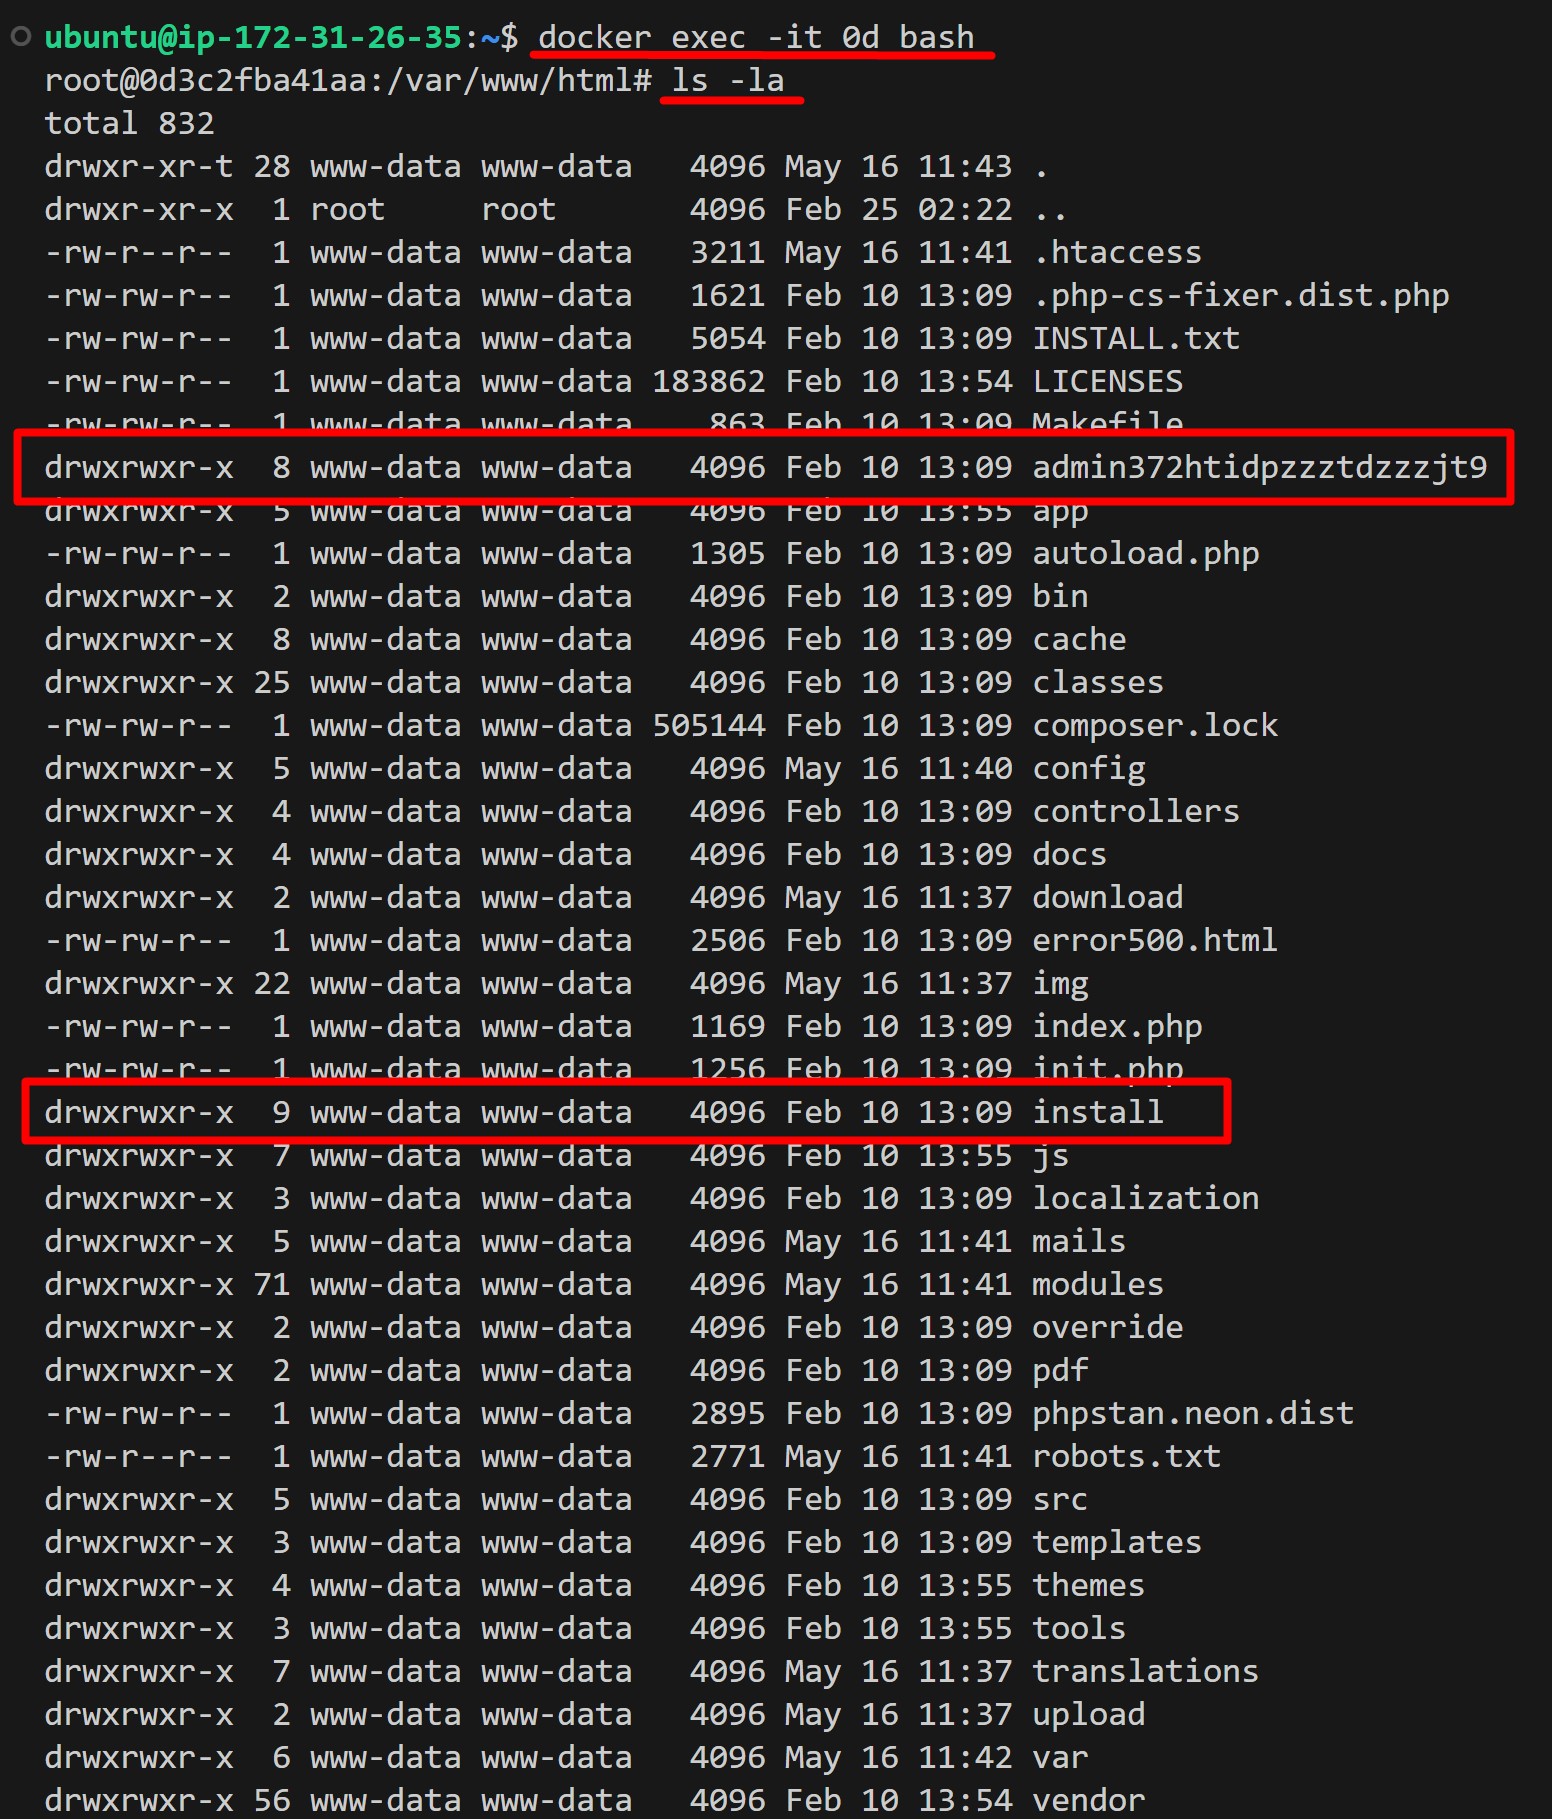 ubuntu@ip-172-31-26-35:~$ docker exec -it 0d bash
root@0d3c2fba41aa:/var/www/html# ls -la
total 832
drwxr-xr-t 28 www-data www-data   4096 May 16 11:43 .
drwxr-xr-x  1 root     root       4096 Feb 25 02:22 ..
-rw-r--r--  1 www-data www-data   3211 May 16 11:41 .htaccess
-rw-rw-r--  1 www-data www-data   1621 Feb 10 13:09 .php-cs-fixer.dist.php
-rw-rw-r--  1 www-data www-data   5054 Feb 10 13:09 INSTALL.txt
-rw-rw-r--  1 www-data www-data 183862 Feb 10 13:54 LICENSES
-rw-rw-r--  1 www-data www-data    863 Feb 10 13:09 Makefile
drwxrwxr-x  8 www-data www-data   4096 Feb 10 13:09 admin372htidpzzztdzzzjt9
drwxrwxr-x  5 www-data www-data   4096 Feb 10 13:55 app
-rw-rw-r--  1 www-data www-data   1305 Feb 10 13:09 autoload.php
drwxrwxr-x  2 www-data www-data   4096 Feb 10 13:09 bin
drwxrwxr-x  8 www-data www-data   4096 Feb 10 13:09 cache
drwxrwxr-x 25 www-data www-data   4096 Feb 10 13:09 classes
-rw-rw-r--  1 www-data www-data 505144 Feb 10 13:09 composer.lock
drwxrwxr-x  5 www-data www-data   4096 May 16 11:40 config
drwxrwxr-x  4 www-data www-data   4096 Feb 10 13:09 controllers
drwxrwxr-x  4 www-data www-data   4096 Feb 10 13:09 docs
drwxrwxr-x  2 www-data www-data   4096 May 16 11:37 download
-rw-rw-r--  1 www-data www-data   2506 Feb 10 13:09 error500.html
drwxrwxr-x 22 www-data www-data   4096 May 16 11:37 img
-rw-rw-r--  1 www-data www-data   1169 Feb 10 13:09 index.php
-rw-rw-r--  1 www-data www-data   1256 Feb 10 13:09 init.php
drwxrwxr-x  9 www-data www-data   4096 Feb 10 13:09 install
drwxrwxr-x  7 www-data www-data   4096 Feb 10 13:55 js
drwxrwxr-x  3 www-data www-data   4096 Feb 10 13:09 localization
drwxrwxr-x  5 www-data www-data   4096 May 16 11:41 mails
drwxrwxr-x 71 www-data www-data   4096 May 16 11:41 modules
drwxrwxr-x  2 www-data www-data   4096 Feb 10 13:09 override
drwxrwxr-x  2 www-data www-data   4096 Feb 10 13:09 pdf
-rw-rw-r--  1 www-data www-data   2895 Feb 10 13:09 phpstan.neon.dist
-rw-r--r--  1 www-data www-data   2771 May 16 11:41 robots.txt
drwxrwxr-x  5 www-data www-data   4096 Feb 10 13:09 src
drwxrwxr-x  3 www-data www-data   4096 Feb 10 13:09 templates
drwxrwxr-x  4 www-data www-data   4096 Feb 10 13:55 themes
drwxrwxr-x  3 www-data www-data   4096 Feb 10 13:55 tools
drwxrwxr-x  7 www-data www-data   4096 May 16 11:37 translations
drwxrwxr-x  2 www-data www-data   4096 May 16 11:37 upload
drwxrwxr-x  6 www-data www-data   4096 May 16 11:42 var
drwxrwxr-x 56 www-data www-data   4096 Feb 10 13:54 vendor